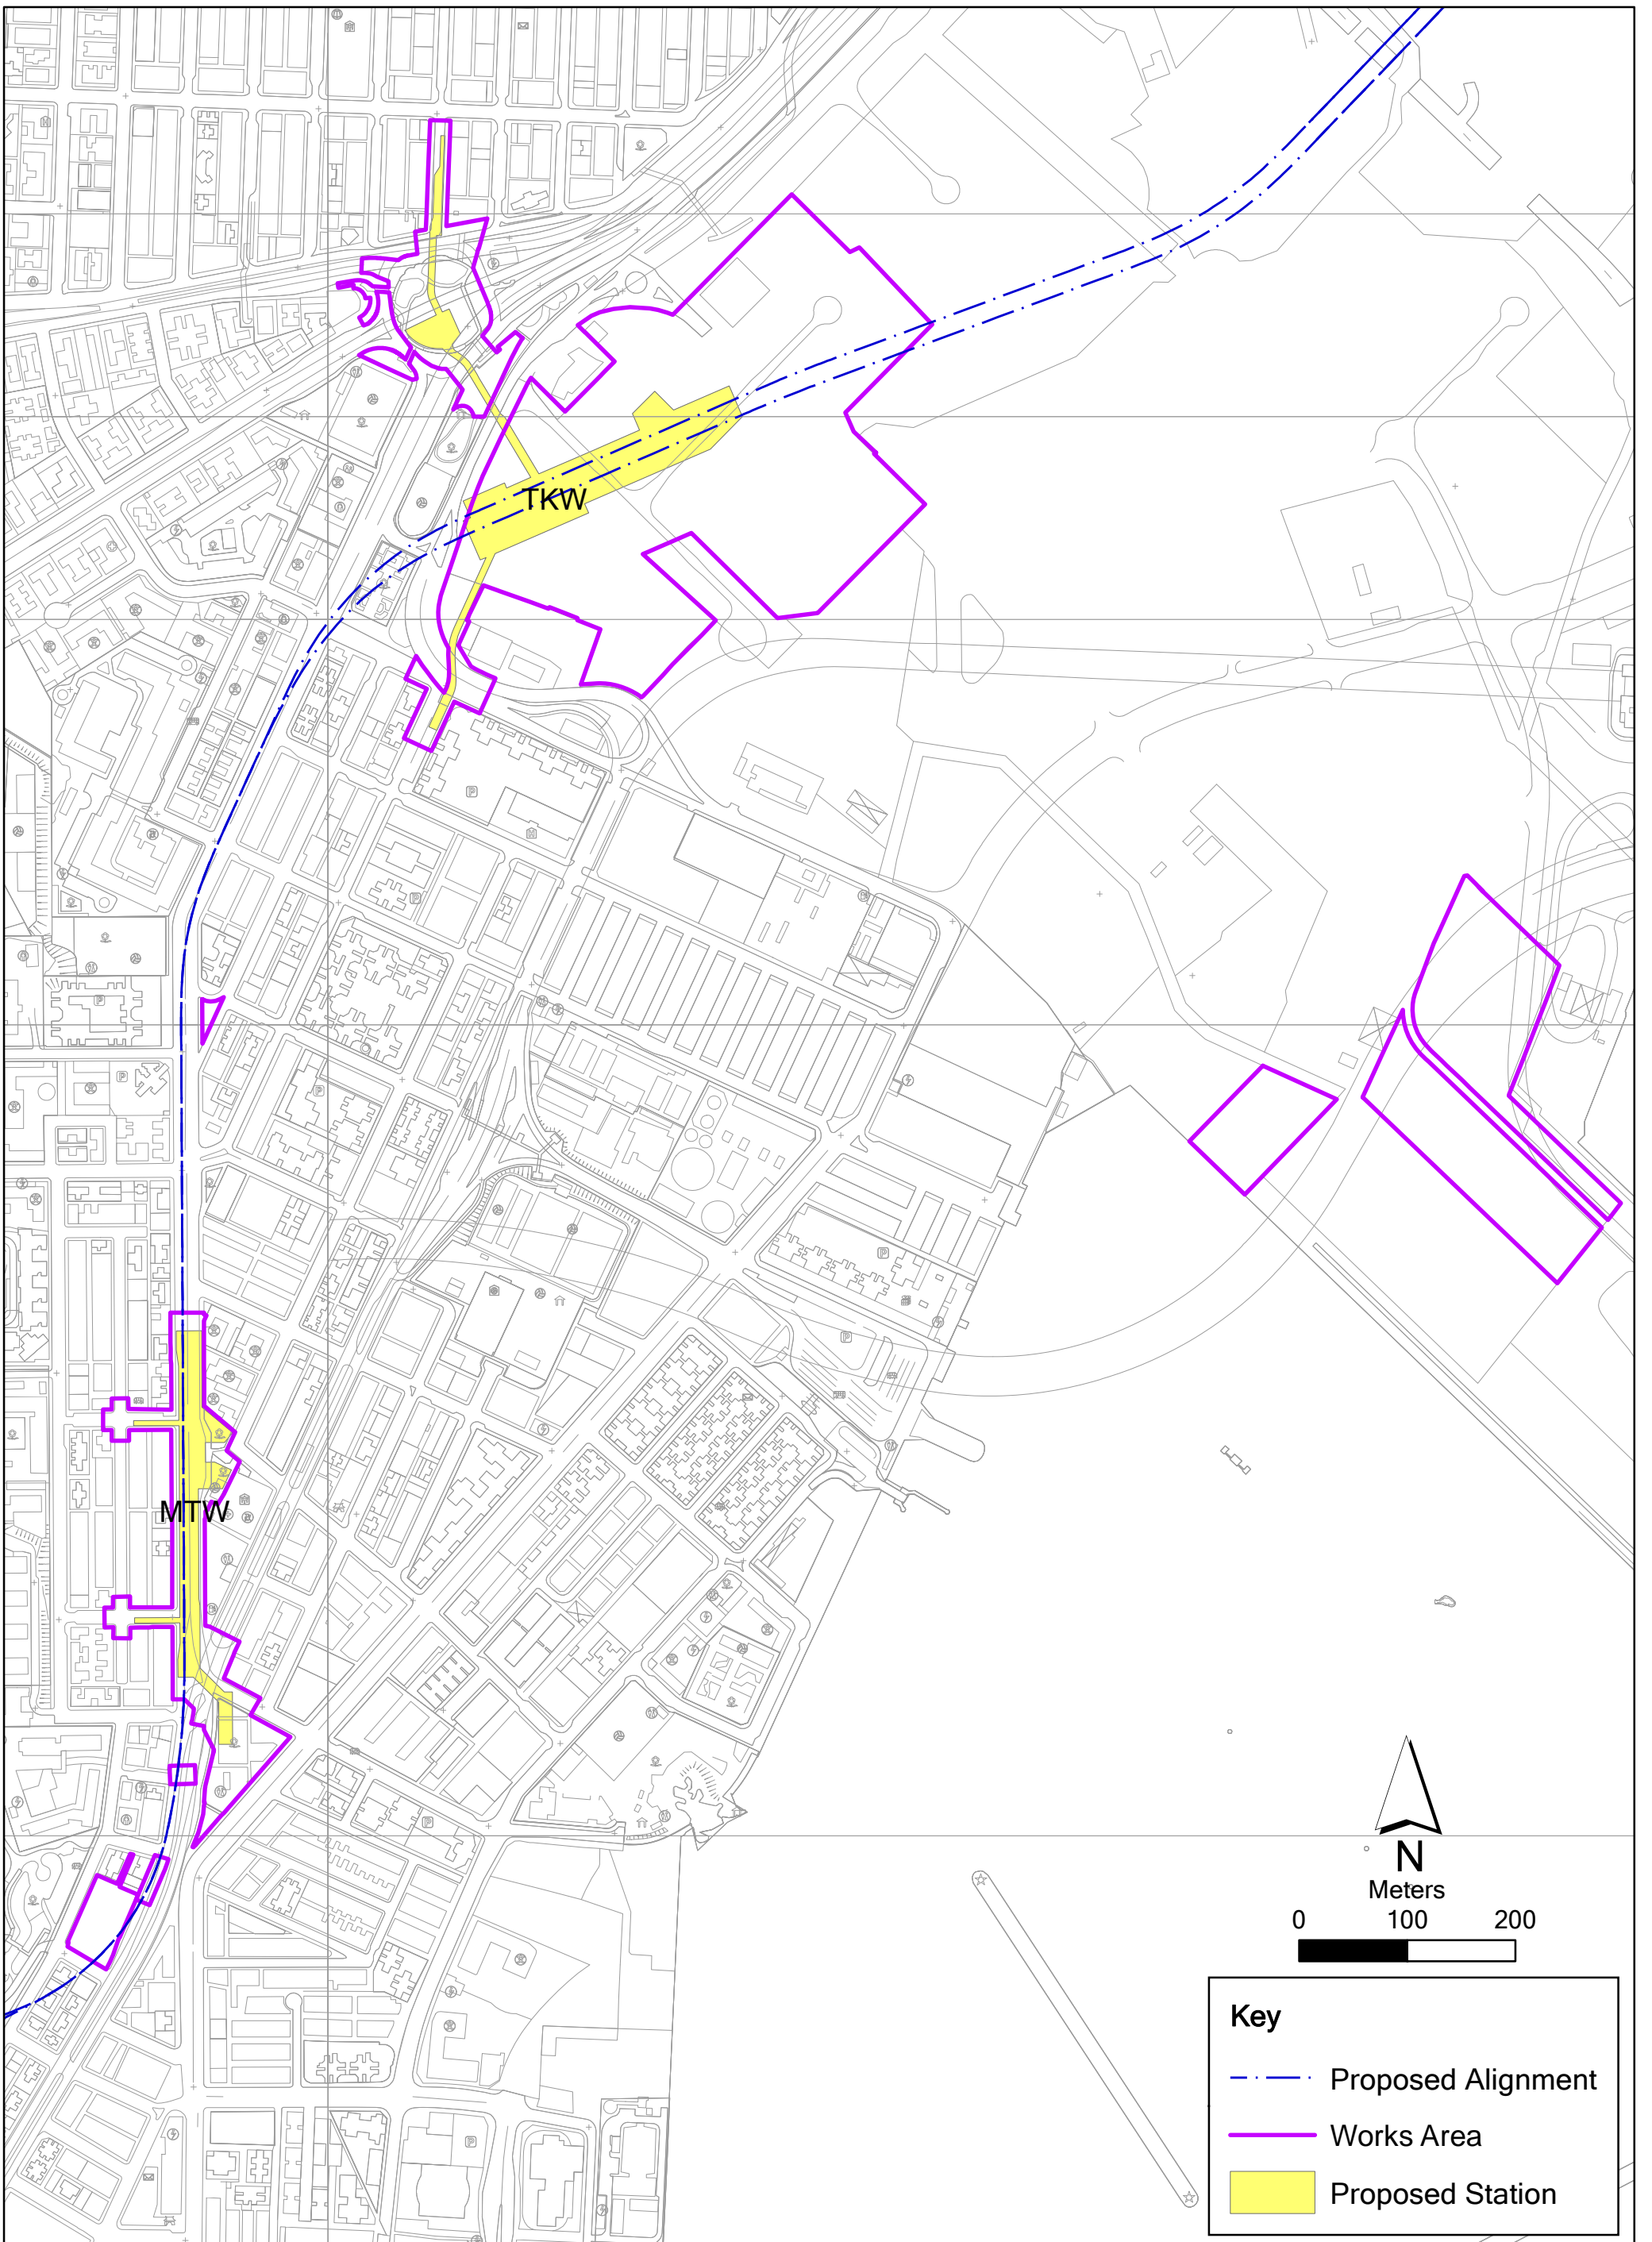 TKW
MTW
N
Meters
0 100 200
Key
Proposed Alignment
Works Area
Proposed Station